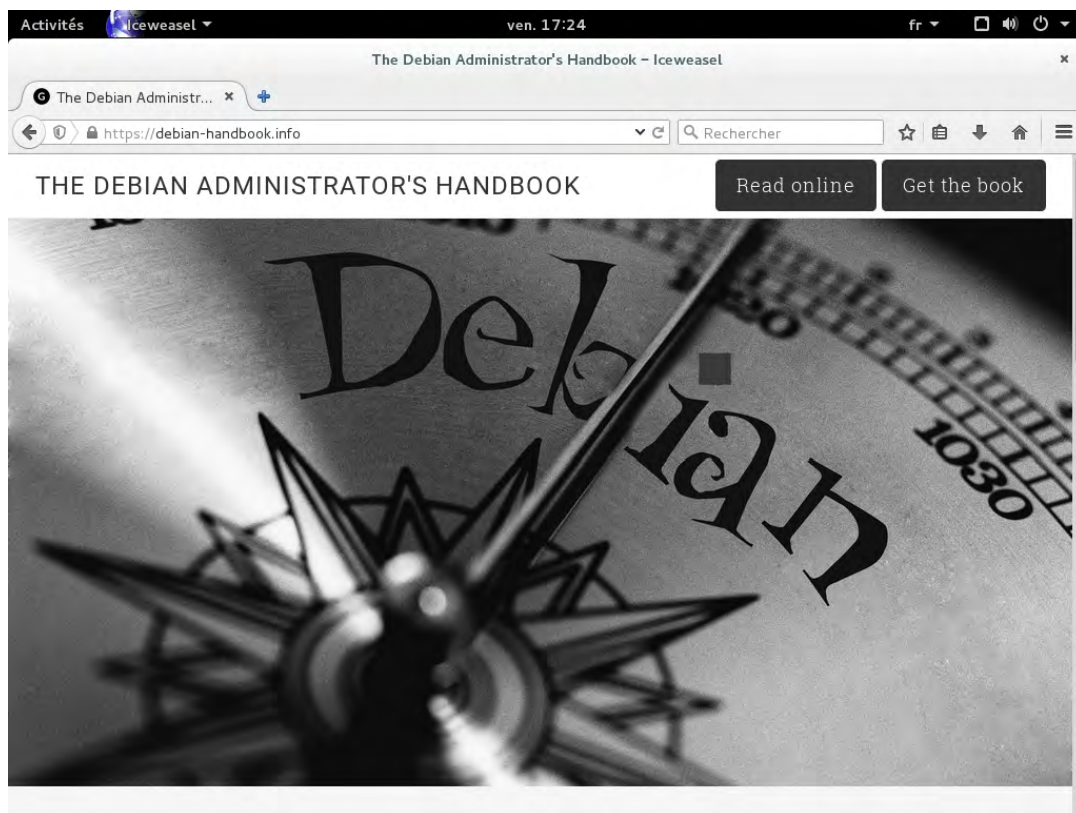 Activités Iceweasel ven. 17:24 fr
The Debian Administrator's Handbook – Iceweasel
The Debian Administr...
https://debian-handbook.info Rechercher
THE DEBIAN ADMINISTRATOR'S HANDBOOK Read online Get the book
Debian
1020
1030